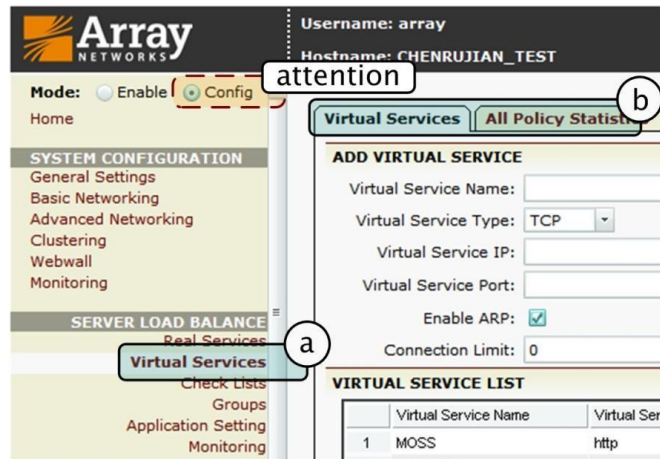 Array
NETWORKS
Username: array
Hostname: CHENRUJIAN_TEST
attention
Mode: Enable Config
Home
SYSTEM CONFIGURATION
General Settings
Basic Networking
Advanced Networking
Clustering
Webwall
Monitoring
SERVER LOAD BALANCE
Real Services
Virtual Services
a
Check Lists
Groups
Application Setting
Monitoring
b
Virtual Services All Policy Statistics
ADD VIRTUAL SERVICE
Virtual Service Name:
Virtual Service Type: TCP
Virtual Service IP:
Virtual Service Port:
Enable ARP:
Connection Limit: 0
VIRTUAL SERVICE LIST
Virtual Service Name Virtual Ser
1 MOSS http